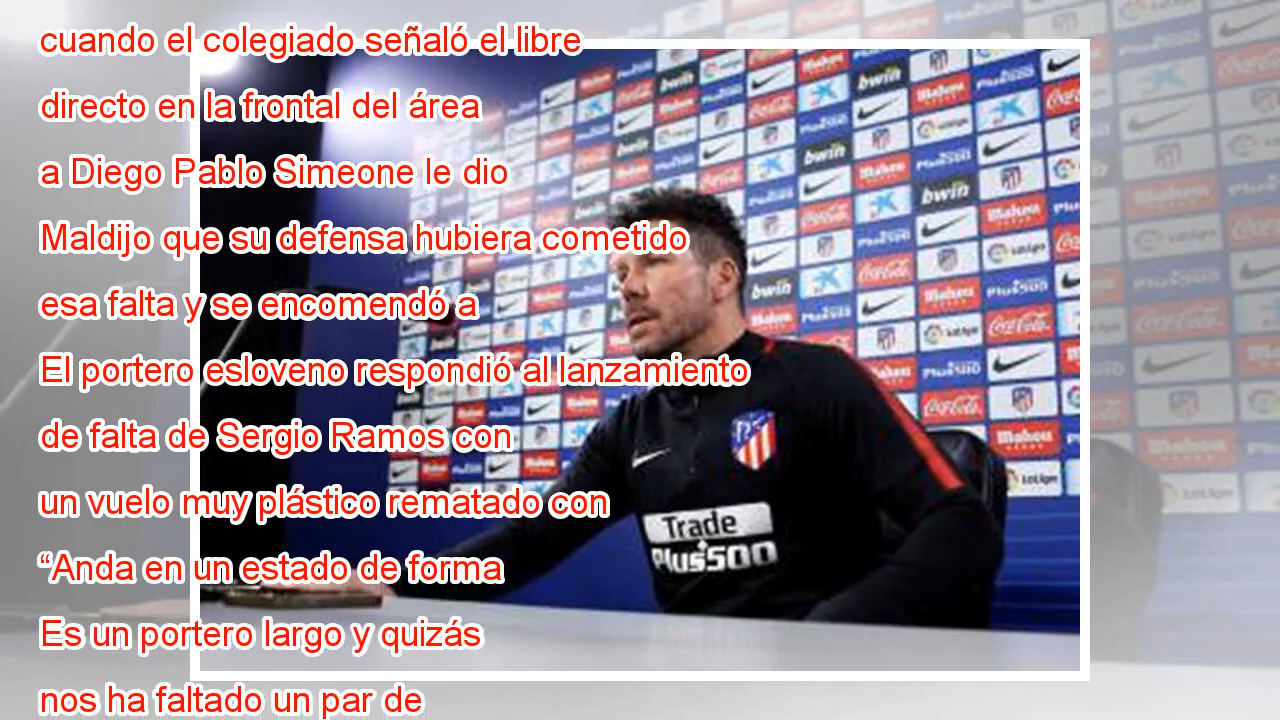 cuando el colegiado señaló el libre
directo en la frontal del área
a Diego Pablo Simeone le dio
Maldijo que su defensa hubiera cometido
esa falta y se encomendó a
El portero esloveno respondió al lanzamiento
de falta de Sergio Ramos con
un vuelo muy plástico rematado con
“Anda en un estado de forma
Es un portero largo y quizás
nos ha faltado un par de
Trade
Plus500